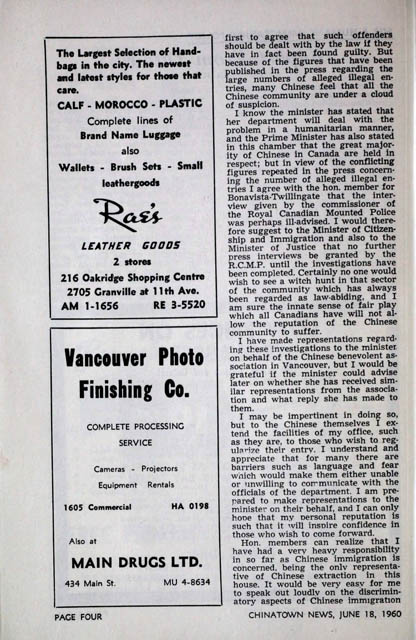 The Largest Selection of Hand-
bags in the city. The newest
and latest styles for those that
care.
CALF - MOROCCO - PLASTIC
Complete lines of
Brand Name Luggage
also
Wallets - Brush Sets - Small
leathergoods
Rae's
LEATHER GOODS
2 stores
216 Oakridge Shopping Centre
2705 Granville at 11th Ave.
AM 1-1656 RE 3-5520
Vancouver Photo
Finishing Co.
COMPLETE PROCESSING
SERVICE
Cameras - Projectors
Equipment Rentals
1605 Commercial HA 0198
Also at
MAIN DRUGS LTD.
434 Main St. MU 4-8634
first to agree that such offenders
should be dealt with by the law if they
have in fact been found guilty. But
because of the figures that have been
published in the press regarding the
large numbers of alleged illegal en-
tries, many Chinese feel that all the
Chinese community are under a cloud
of suspicion.
I know the minister has stated that
her department will deal with the
problem in a humanitarian manner,
and the Prime Minister has also stated
in this chamber that the great major-
ity of Chinese in Canada are held in
respect; but in view of the conflicting
figures repeated in the press concern-
ing the number of alleged illegal en-
tries I agree with the hon. member for
Bonavista-Twillingate that the inter-
view given by the commissioner of
the Royal Canadian Mounted Police
was perhaps ill-advised. I would there-
fore suggest to the Minister of Citizen-
ship and Immigration and also to the
Minister of Justice that no further
press interviews be granted by the
R.C.M.P. until the investigations have
been completed. Certainly no one would
wish to see a witch hunt in that sector
of the community which has always
been regarded as law-abiding, and I
am sure the innate sense of fair play
which all Canadians have will not al-
low the reputation of the Chinese
community to suffer.
I have made representations regard-
ing these investigations to the minister
on behalf of the Chinese benevolent as-
sociation in Vancouver, but I would be
grateful if the minister could advise
later on whether she has received sim-
ilar representations from the associa-
tion and what reply she has made to
them.
I may be impertinent in doing so,
but to the Chinese themselves I ex-
tend the facilities of my office, such
as they are, to those who wish to reg-
ularize their entry. I understand and
appreciate that for many there are
barriers such as language and fear
which would make them either unable
or unwilling to communicate with the
officials of the department. I am pre-
pared to make representations to the
minister on their behalf, and I can only
hope that my personal reputation is
such that it will inspire confidence in
those who wish to come forward.
Hon. members can realize that I
have had a very heavy responsibility
in so far as Chinese immigration is
concerned, being the only representa-
tive of Chinese extraction in this
house. It would be very easy for me
to speak out loudly on the discrimin-
atory aspects of Chinese immigration
PAGE FOUR
CHINATOWN NEWS, JUNE 18, 1960